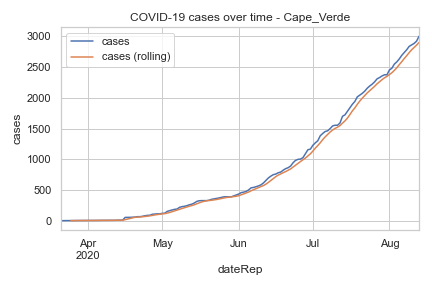 COVID-19 cases over time - Cape_Verde
cases
cases (rolling)
3000
2500
2000
1500
1000
500
0
cases
Apr
2020
May
Jun
Jul
Aug
dateRep